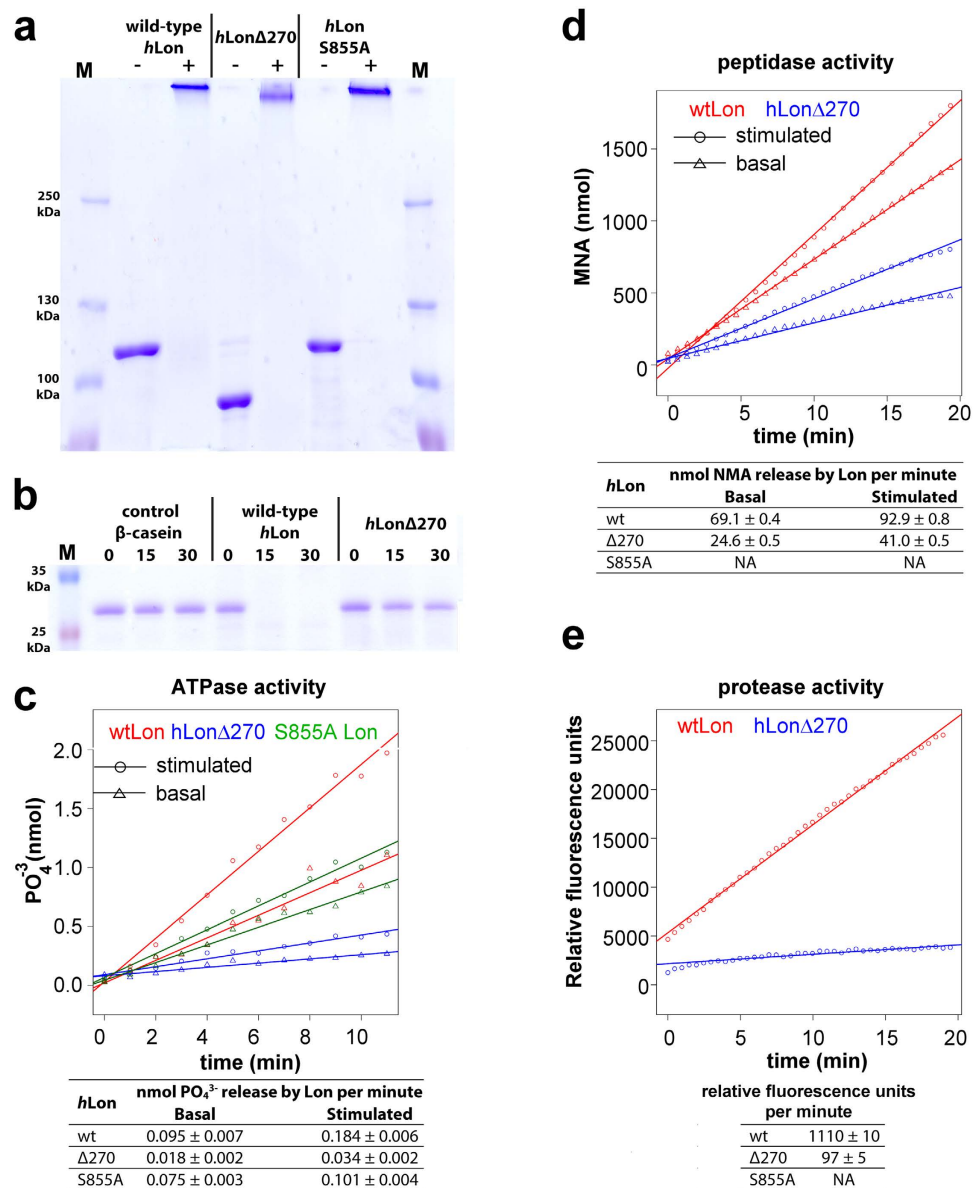 a
wild-type hLon
hLonΔ270
hLon S855A
M - + - + - + M
250 kDa
130 kDa
100 kDa
b
control β-casein
wild-type hLon
hLonΔ270
M 0 15 30 0 15 30 0 15 30
35 kDa
25 kDa
c
ATPase activity
wtLon hLonΔ270 S855A Lon
stimulated
basal
PO₄⁻³(nmol)
2.0
1.5
1.0
0.5
0.0
0 2 4 6 8 10
time (min)
hLon nmol PO₄³⁻ release by Lon per minute
Basal Stimulated
wt 0.095 ± 0.007 0.184 ± 0.006
Δ270 0.018 ± 0.002 0.034 ± 0.002
S855A 0.075 ± 0.003 0.101 ± 0.004
d
peptidase activity
wtLon hLonΔ270
stimulated
basal
MNA (nmol)
1500
1000
500
0
0 5 10 15 20
time (min)
hLon nmol NMA release by Lon per minute
Basal Stimulated
wt 69.1 ± 0.4 92.9 ± 0.8
Δ270 24.6 ± 0.5 41.0 ± 0.5
S855A NA NA
e
protease activity
wtLon hLonΔ270
Relative fluorescence units
25000
20000
15000
10000
5000
0
0 5 10 15 20
time (min)
relative fluorescence units
per minute
wt 1110 ± 10
Δ270 97 ± 5
S855A NA